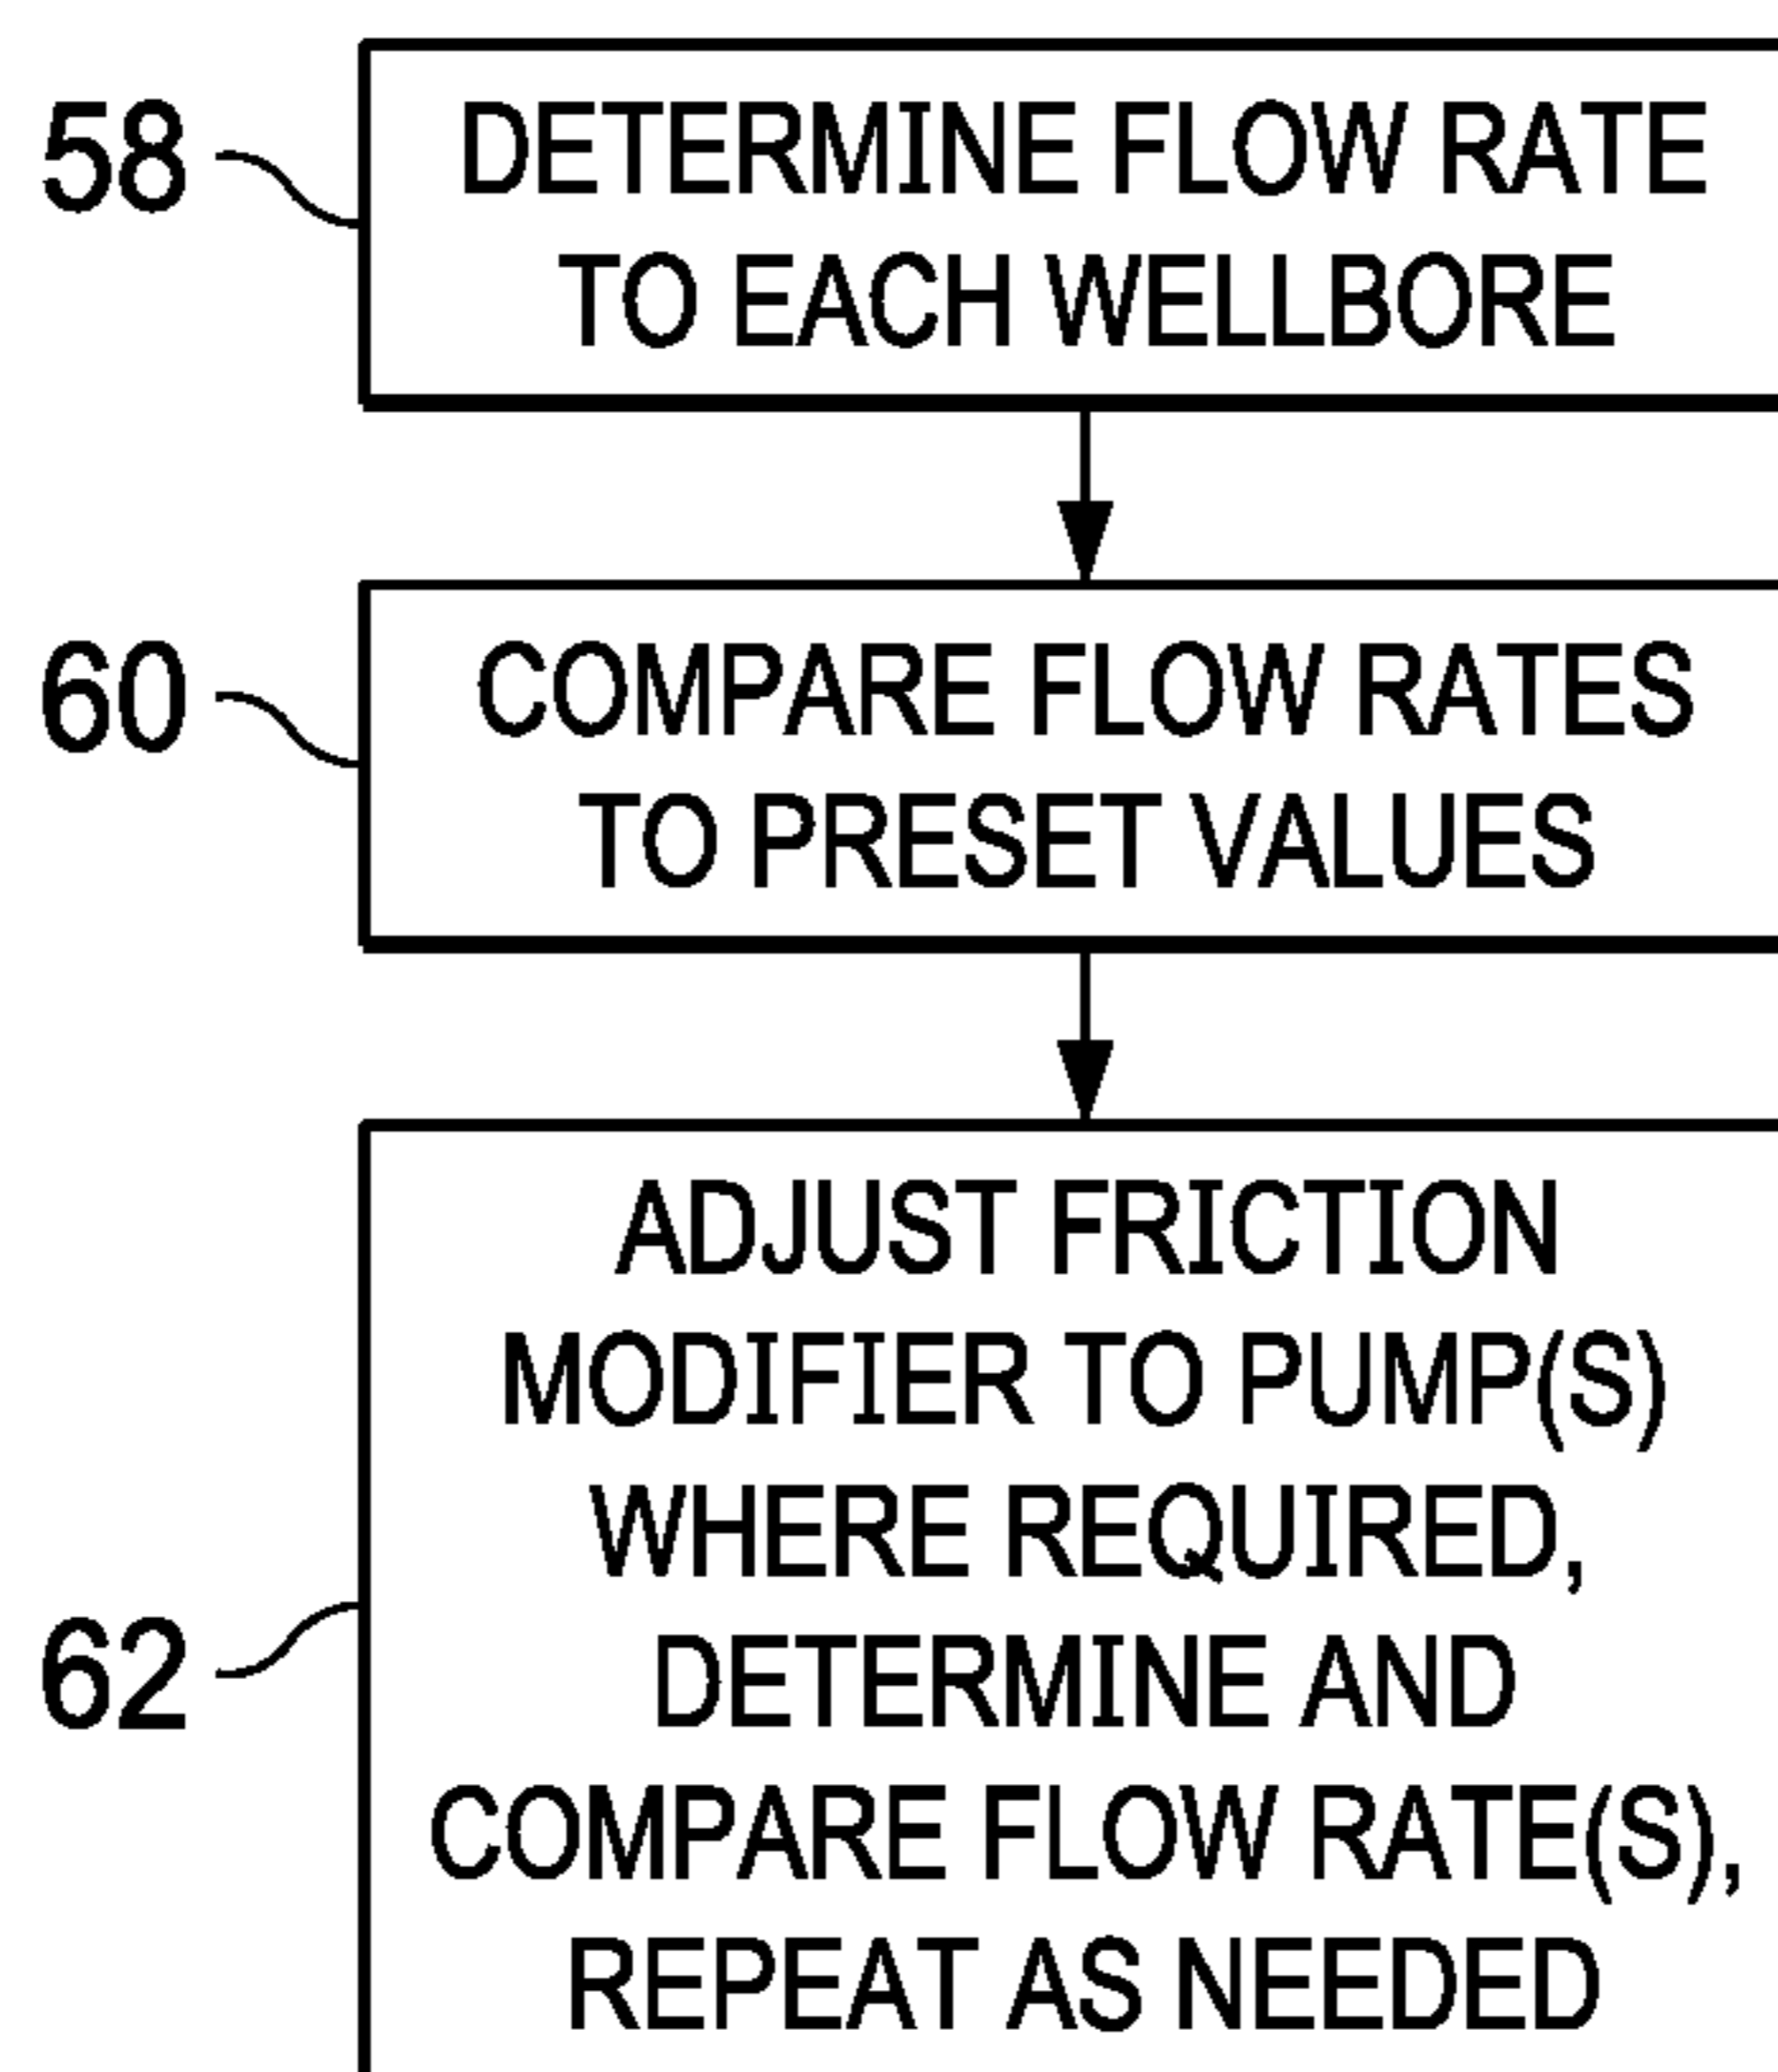 58
DETERMINE FLOW RATE
TO EACH WELLBORE
60
COMPARE FLOW RATES
TO PRESET VALUES
62
ADJUST FRICTION
MODIFIER TO PUMP(S)
WHERE REQUIRED,
DETERMINE AND
COMPARE FLOW RATE(S),
REPEAT AS NEEDED